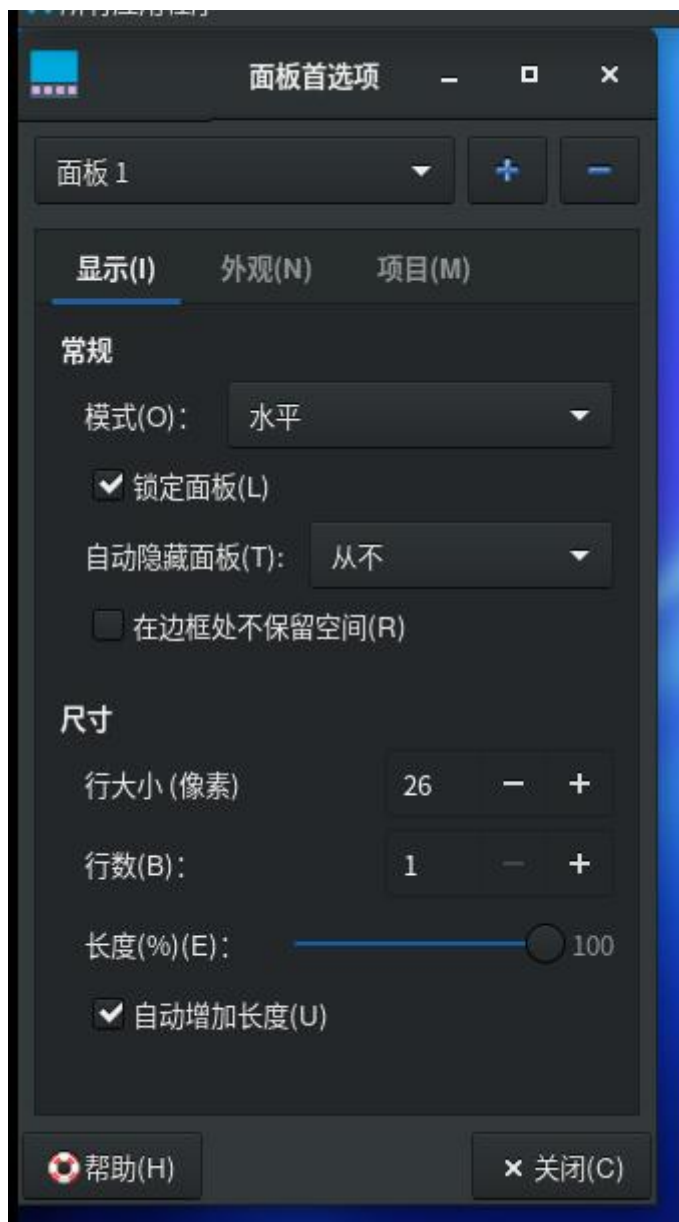 面板首选项
面板 1
显示(I) 外观(N) 项目(M)
常规
模式(O)： 水平
锁定面板(L)
自动隐藏面板(T): 从不
在边框处不保留空间(R)
尺寸
行大小 (像素) 26
行数(B)： 1
长度(%)(E)： 100
自动增加长度(U)
帮助(H) 关闭(C)